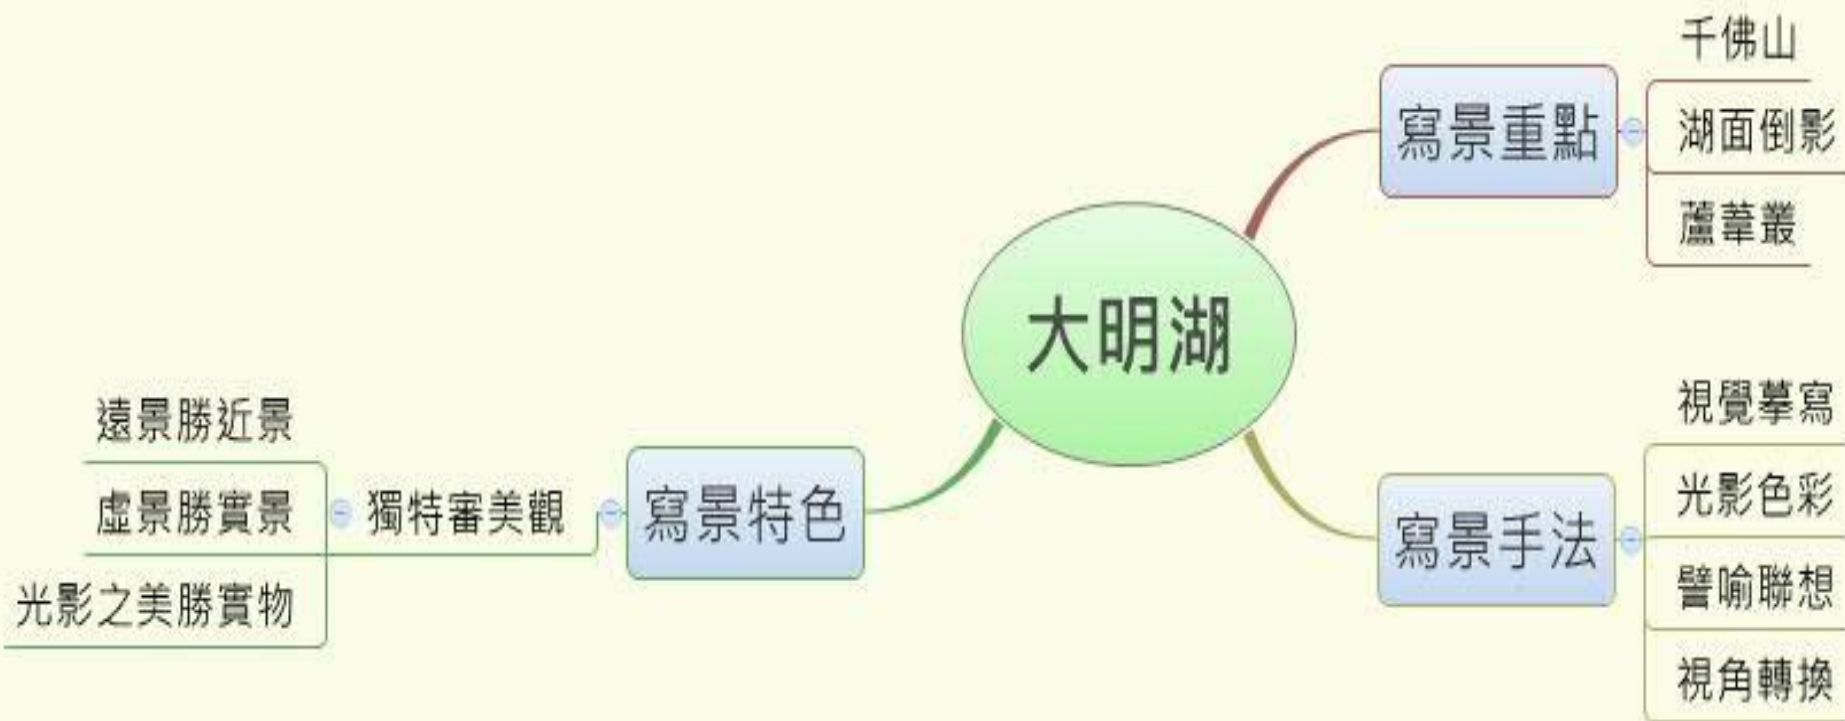 大明湖
寫景重點
千佛山
湖面倒影
蘆葦叢
寫景手法
視覺摹寫
光影色彩
譬喻聯想
視角轉換
寫景特色
獨特審美觀
遠景勝近景
虛景勝實景
光影之美勝實物